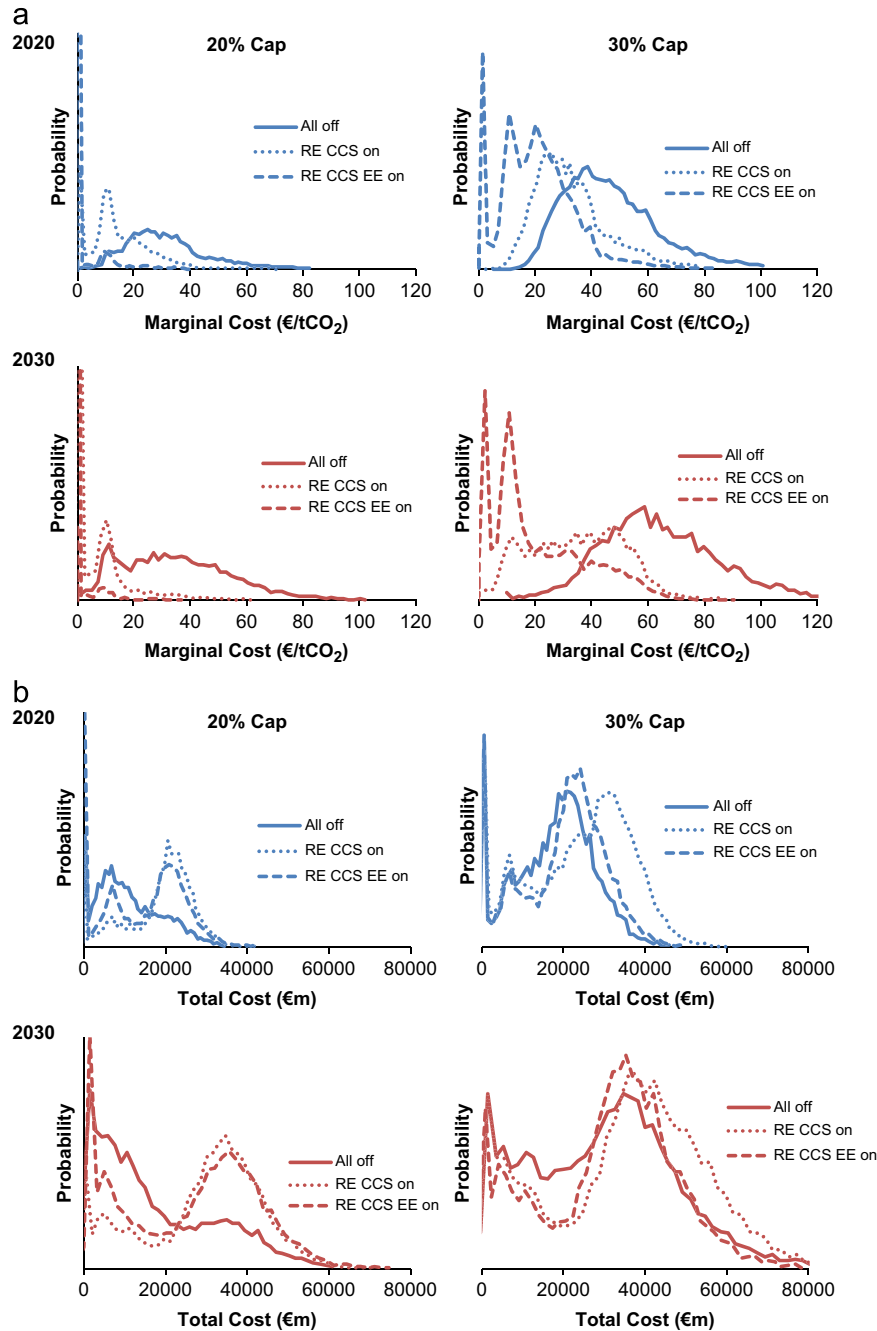 a
2020
20% Cap
30% Cap
Probability
All off
RE CCS on
RE CCS EE on
0 20 40 60 80 100 120
Marginal Cost (€/tCO2)
Probability
All off
RE CCS on
RE CCS EE on
0 20 40 60 80 100 120
Marginal Cost (€/tCO2)
2030
Probability
All off
RE CCS on
RE CCS EE on
0 20 40 60 80 100 120
Marginal Cost (€/tCO2)
Probability
All off
RE CCS on
RE CCS EE on
0 20 40 60 80 100 120
Marginal Cost (€/tCO2)
b
2020
20% Cap
30% Cap
Probability
All off
RE CCS on
RE CCS EE on
0 20000 40000 60000 80000
Total Cost (€m)
Probability
All off
RE CCS on
RE CCS EE on
0 20000 40000 60000 80000
Total Cost (€m)
2030
Probability
All off
RE CCS on
RE CCS EE on
0 20000 40000 60000 80000
Total Cost (€m)
Probability
All off
RE CCS on
RE CCS EE on
0 20000 40000 60000 80000
Total Cost (€m)